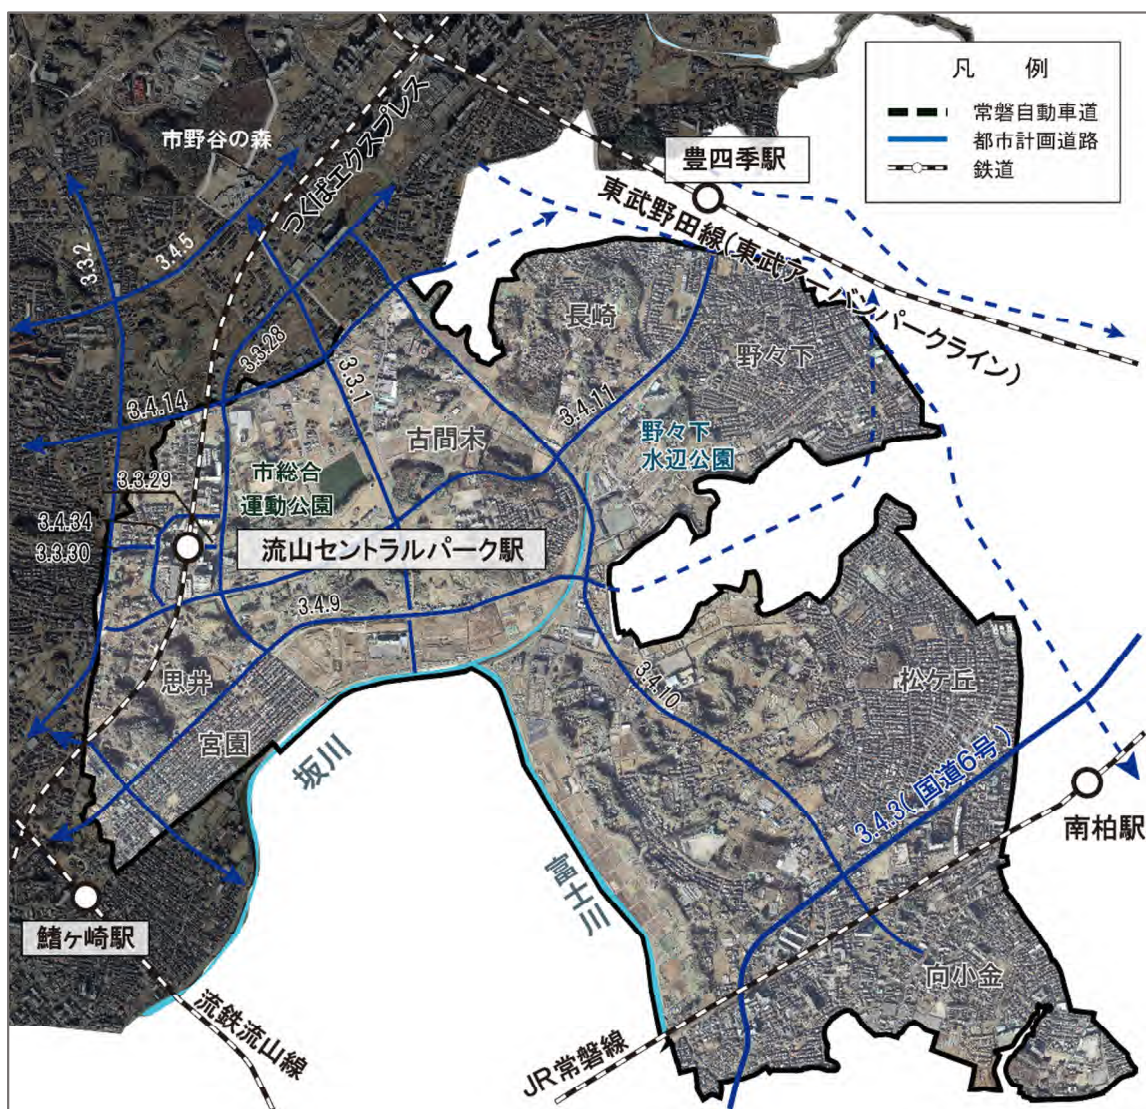 凡　例
常磐自動車道
都市計画道路
鉄道
市野谷の森
つくばエクスプレス
豊四季駅
東武野田線(東武アーバンパークライン)
3.3.2
3.4.5
3.3.28
3.3.1
3.4.14
長崎
野々下
3.4.11
古間木
野々下
水辺公園
市総合
運動公園
3.3.29
3.4.34
3.3.30
流山セントラルパーク駅
3.4.9
思井
宮園
3.4.10
松ケ丘
3.4.3(国道6号)
坂川
富士川
南柏駅
鰭ヶ崎駅
向小金
流鉄流山線
JR常磐線